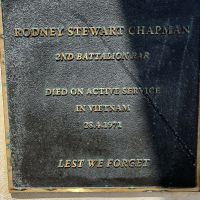 RODNEY STEWART CHAPMAN
2ND BATTALION RAR
DIED ON ACTIVE SERVICE
IN VIETNAM
28.4.1971
LEST WE FORGET